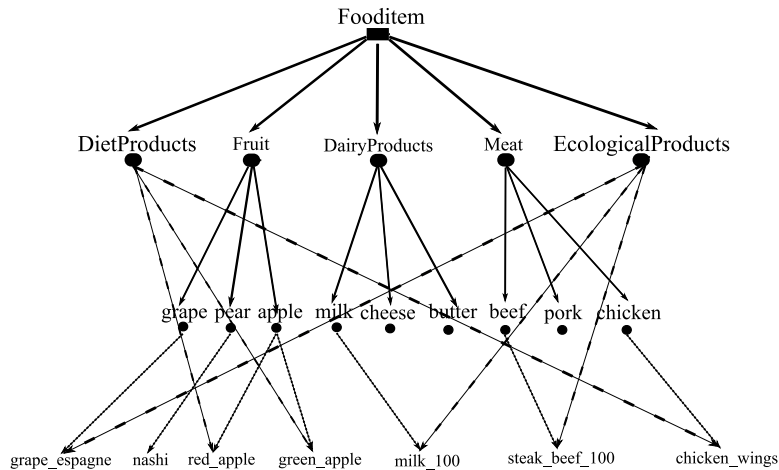 Fooditem
DietProducts Fruit DairyProducts Meat EcologicalProducts
grape pear apple milk cheese butter beef pork chicken
grape_espagne nashi red_apple green_apple milk_100 steak_beef_100 chicken_wings